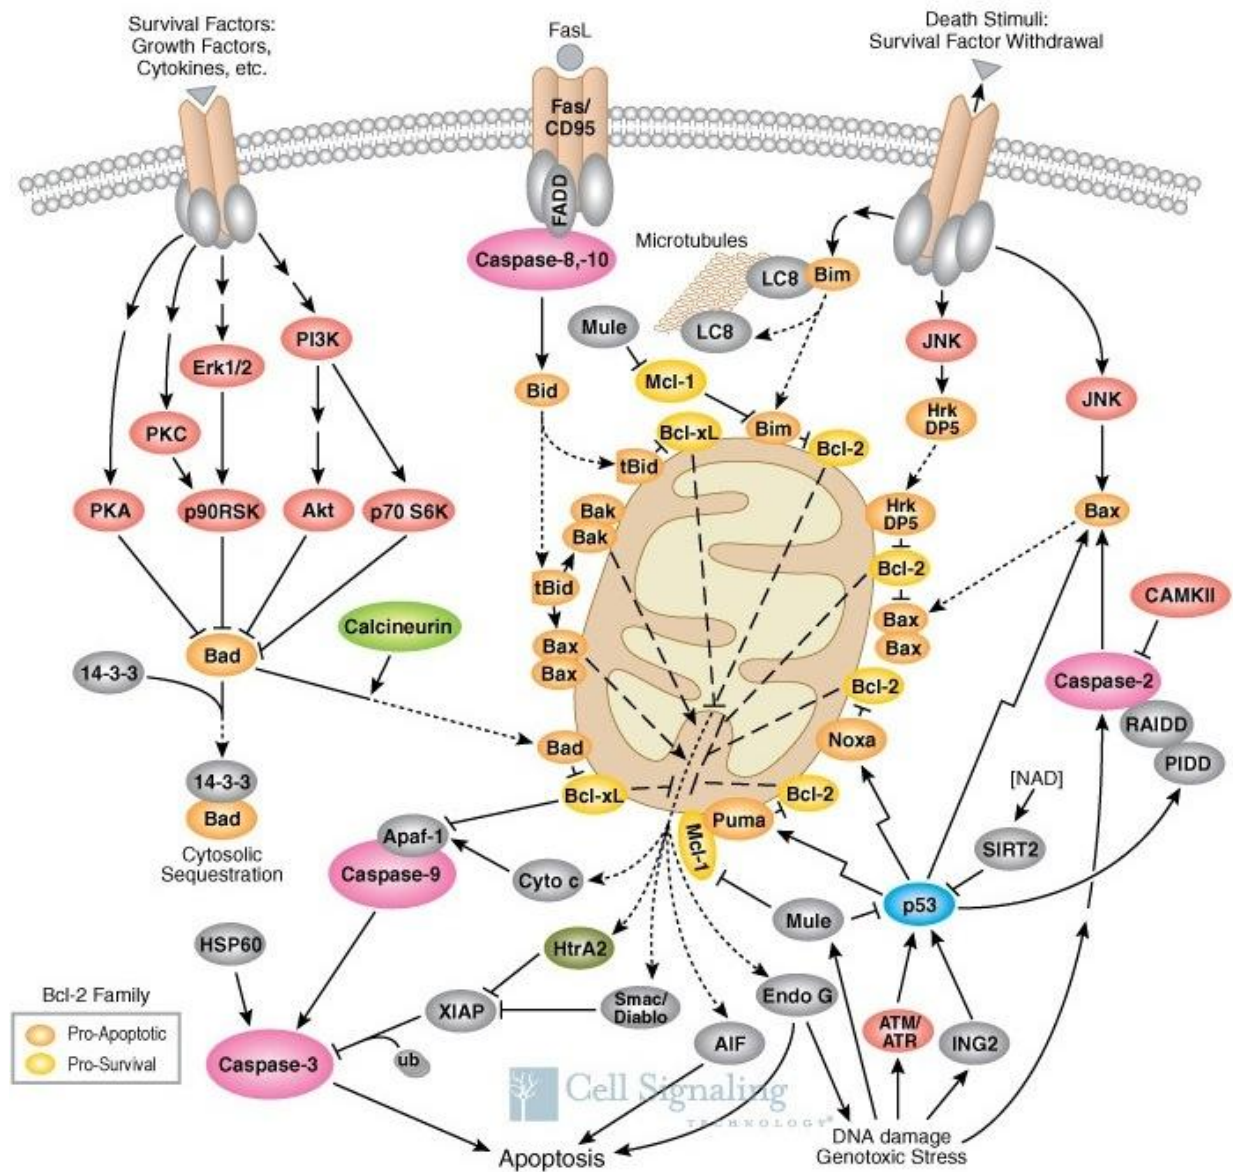 Survival Factors:
Growth Factors,
Cytokines, etc.
FasL
Death Stimuli:
Survival Factor Withdrawal
Fas/
CD95
FADD
Caspase-8,-10
Microtubules
LC8
Bim
LC8
Mule
Mcl-1
PI3K
Erk1/2
PKC
PKA
p90RSK
Akt
p70 S6K
Bid
JNK
Hrk
DP5
JNK
Bcl-xL
Bim
Bcl-2
tBid
Bak
Bak
Hrk
DP5
Bax
Bcl-2
tBid
Bax
Bax
CAMKII
Calcineurin
Bax
Bax
Bad
14-3-3
Bcl-2
Caspase-2
RAIDD
PIDD
Noxa
Bad
14-3-3
Bad
Cytosolic
Sequestration
Bcl-xL
Bcl-2
Puma
Mcl-1
[NAD]
SIRT2
Apaf-1
Caspase-9
Cyto c
p53
Mule
HSP60
HtrA2
Endo G
XIAP
Smac/
Diablo
AIF
ATM/
ATR
ING2
Bcl-2 Family
Pro-Apoptotic
Pro-Survival
Caspase-3
ub
Cell Signaling
TECHNOLOGY®
DNA damage
Genotoxic Stress
Apoptosis